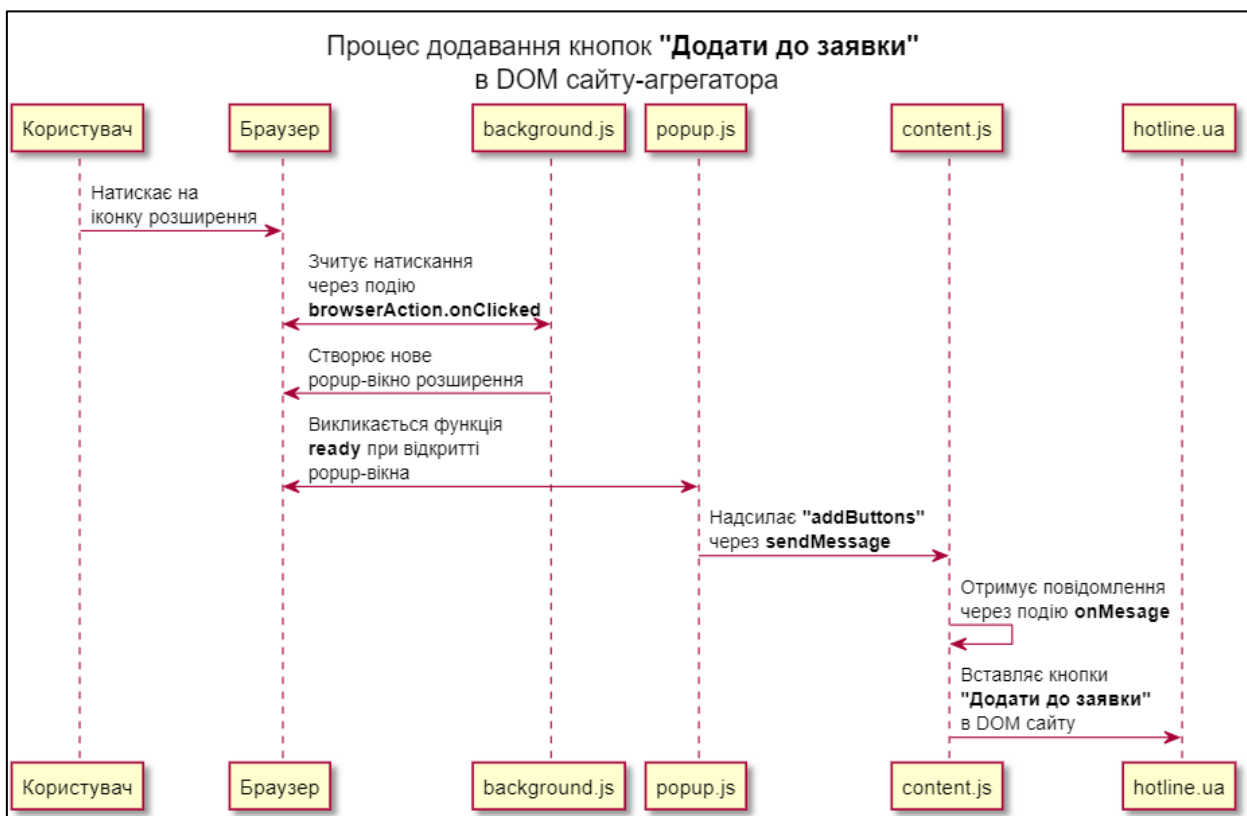 Процес додавання кнопок "Додати до заявки"
в DOM сайту-агрегатора
Користувач
Браузер
background.js
popup.js
content.js
hotline.ua
Натискає на
іконку розширення
Зчитує натискання
через подію
browserAction.onClicked
Створює нове
popup-вікно розширення
Викликається функція
ready при відкритті
popup-вікна
Надсилає "addButtons"
через sendMessage
Отримує повідомлення
через подію onMesage
Вставляє кнопки
"Додати до заявки"
в DOM сайту
Користувач
Браузер
background.js
popup.js
content.js
hotline.ua